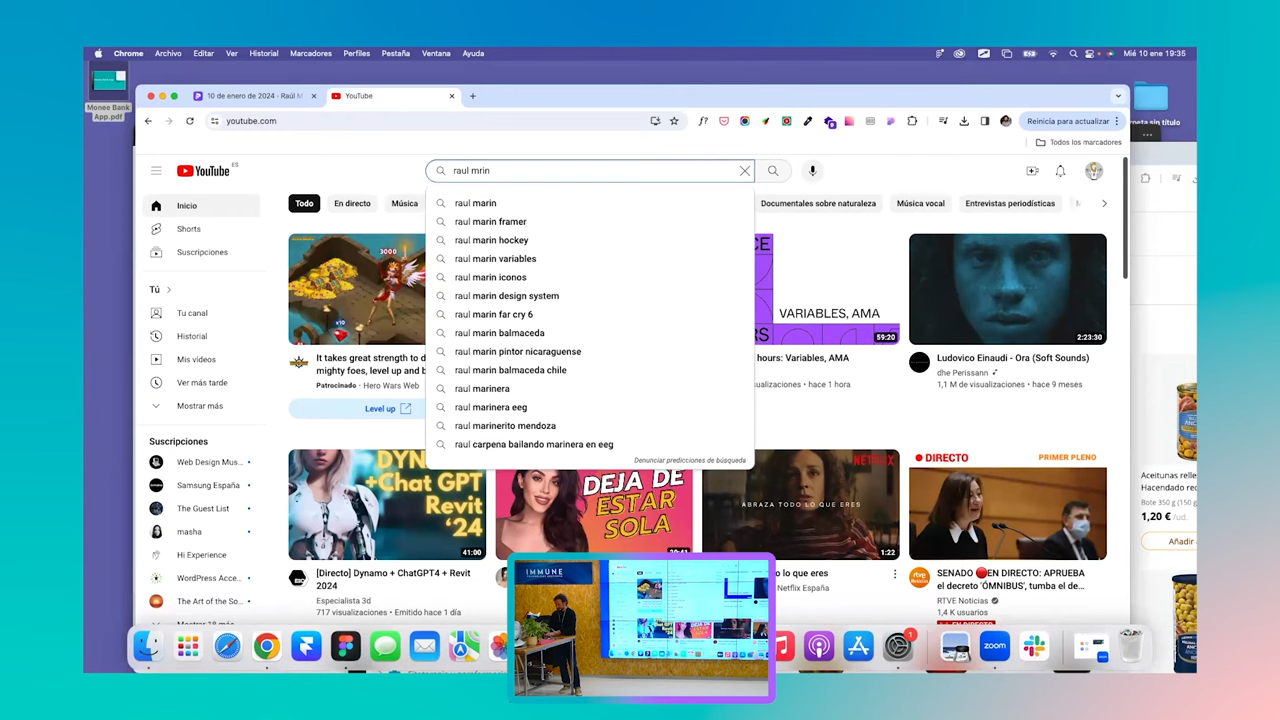 Chrome Archivo Editar Ver Historial Marcadores Perfiles Pestaña Ventana Ayuda
Mié 10 ene 19:35
Monee Bank
App.pdf
10 de enero de 2024 - Raúl M
YouTube
youtube.com
Reinicia para actualizar
Todos los marcadores
YouTube ES
raul mrin
Inicio
Shorts
Suscripciones
Tú
Tu canal
Historial
Mis vídeos
Ver más tarde
Mostrar más
Suscripciones
Web Design Mus...
Samsung España
The Guest List
masha
Hi Experience
WordPress Acce...
The Art of the So...
Todo
En directo
Música
Documentales sobre naturaleza
Música vocal
Entrevistas periodísticas
raul marin
raul marin framer
raul marin hockey
raul marin variables
raul marin iconos
raul marin design system
raul marin far cry 6
raul marin balmaceda
raul marin pintor nicaraguense
raul marin balmaceda chile
raul marinera
raul marinera eeg
raul marinerito mendoza
raul carpena bailando marinera en eeg
Denunciar predicciones de búsqueda
3000
x10
It takes great strength to d
mighty foes, level up and b
Patrocinado · Hero Wars Web
Level up
VARIABLES, AMA
59:20
hours: Variables, AMA
hace 1 hora
2:23:30
Ludovico Einaudi - Ora (Soft Sounds)
dhe Perissann
1,1 M de visualizaciones · hace 9 meses
+Chat GPT
Revit
'24
41:00
[Directo] Dynamo + ChatGPT4 + Revit
2024
Especialista 3d
717 visualizaciones · Emitido hace 1 día
DEJA DE
ESTAR
SOLA
NETFLIX
ABRAZA TODO LO QUE ERES
1:22
lo que eres
Netflix España
DIRECTO
PRIMER PLENO
SENADO EN DIRECTO: APRUEBA
el decreto 'ÓMNIBUS', tumba el de...
RTVE Noticias
1,4 K usuarios
Aceitunas relle
Hacendado rec
Bote 350 g (150 g
1,20 € /ud.
Añadir
IMMUNE
zoom
1